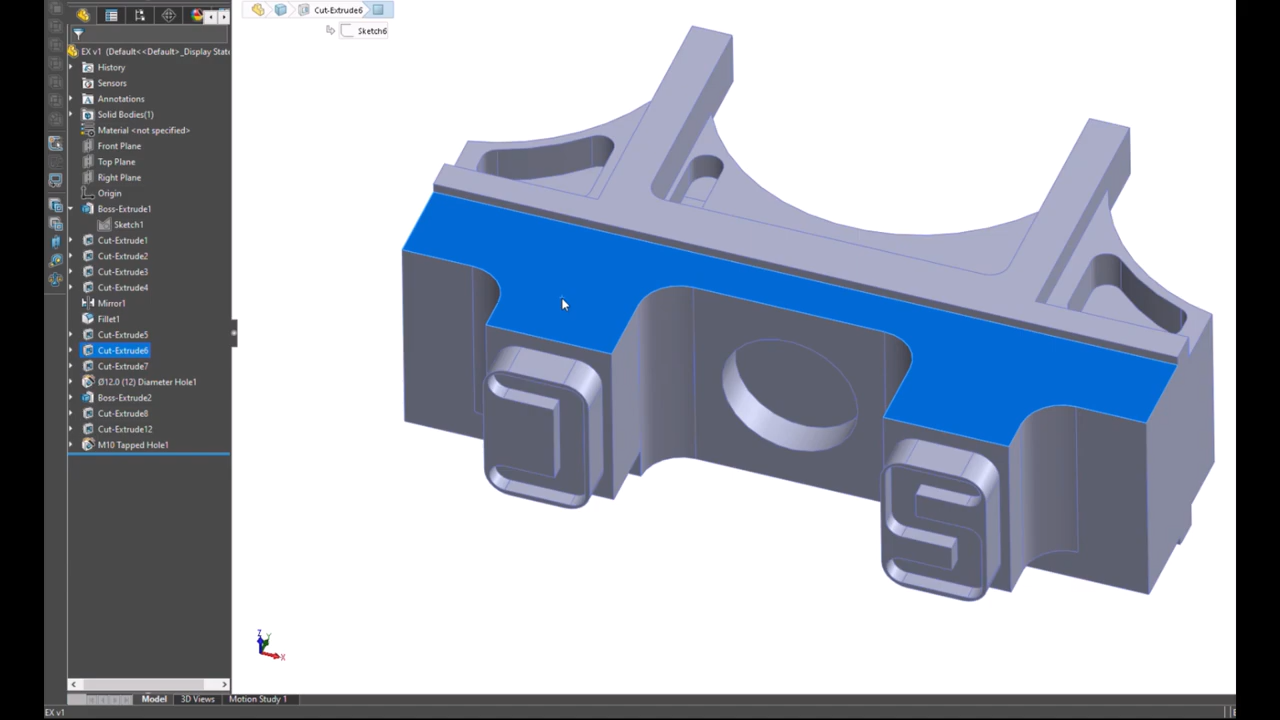 Cut-Extrude6
Sketch6
EX v1 (Default<<Default>_Display State
History
Sensors
Annotations
Solid Bodies(1)
Material <not specified>
Front Plane
Top Plane
Right Plane
Origin
Boss-Extrude1
Sketch1
Cut-Extrude1
Cut-Extrude2
Cut-Extrude3
Cut-Extrude4
Mirror1
Fillet1
Cut-Extrude5
Cut-Extrude6
Cut-Extrude7
Ø12.0 (12) Diameter Hole1
Boss-Extrude2
Cut-Extrude8
Cut-Extrude12
M10 Tapped Hole1
Z
Y
X
Model
3D Views
Motion Study 1
EX v1